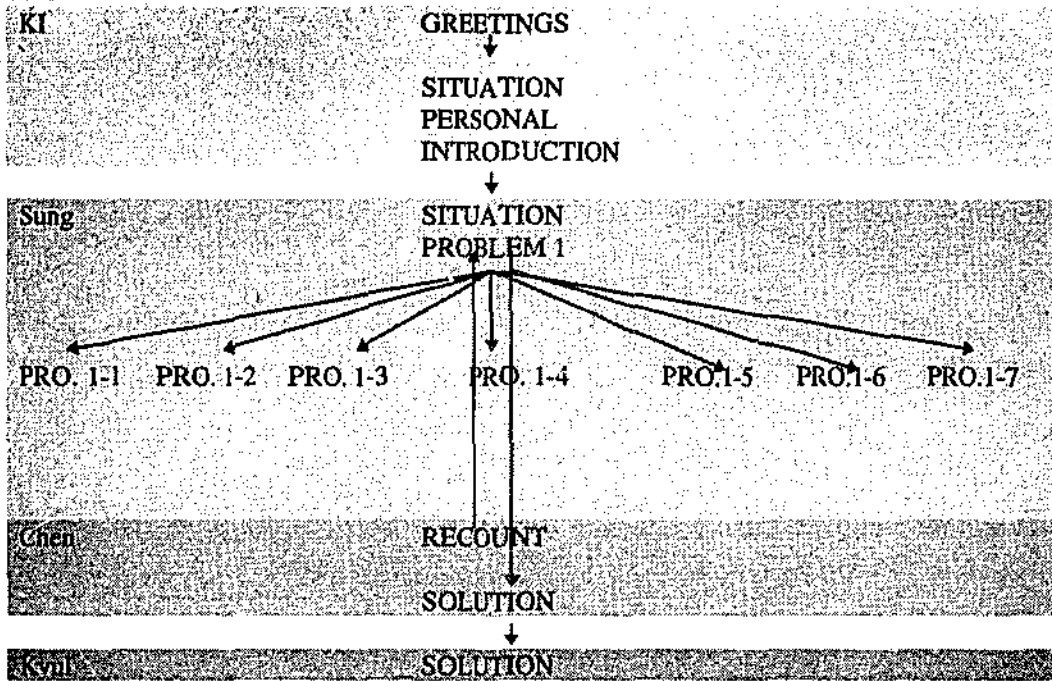 KI GREETINGS
SITUATION
PERSONAL
INTRODUCTION
Sung SITUATION
PROBLEM 1
PRO. 1-1 PRO. 1-2 PRO. 1-3 PRO. 1-4 PRO.1-5 PRO.1-6 PRO.1-7
Chen RECOUNT
SOLUTION
SOLUTION